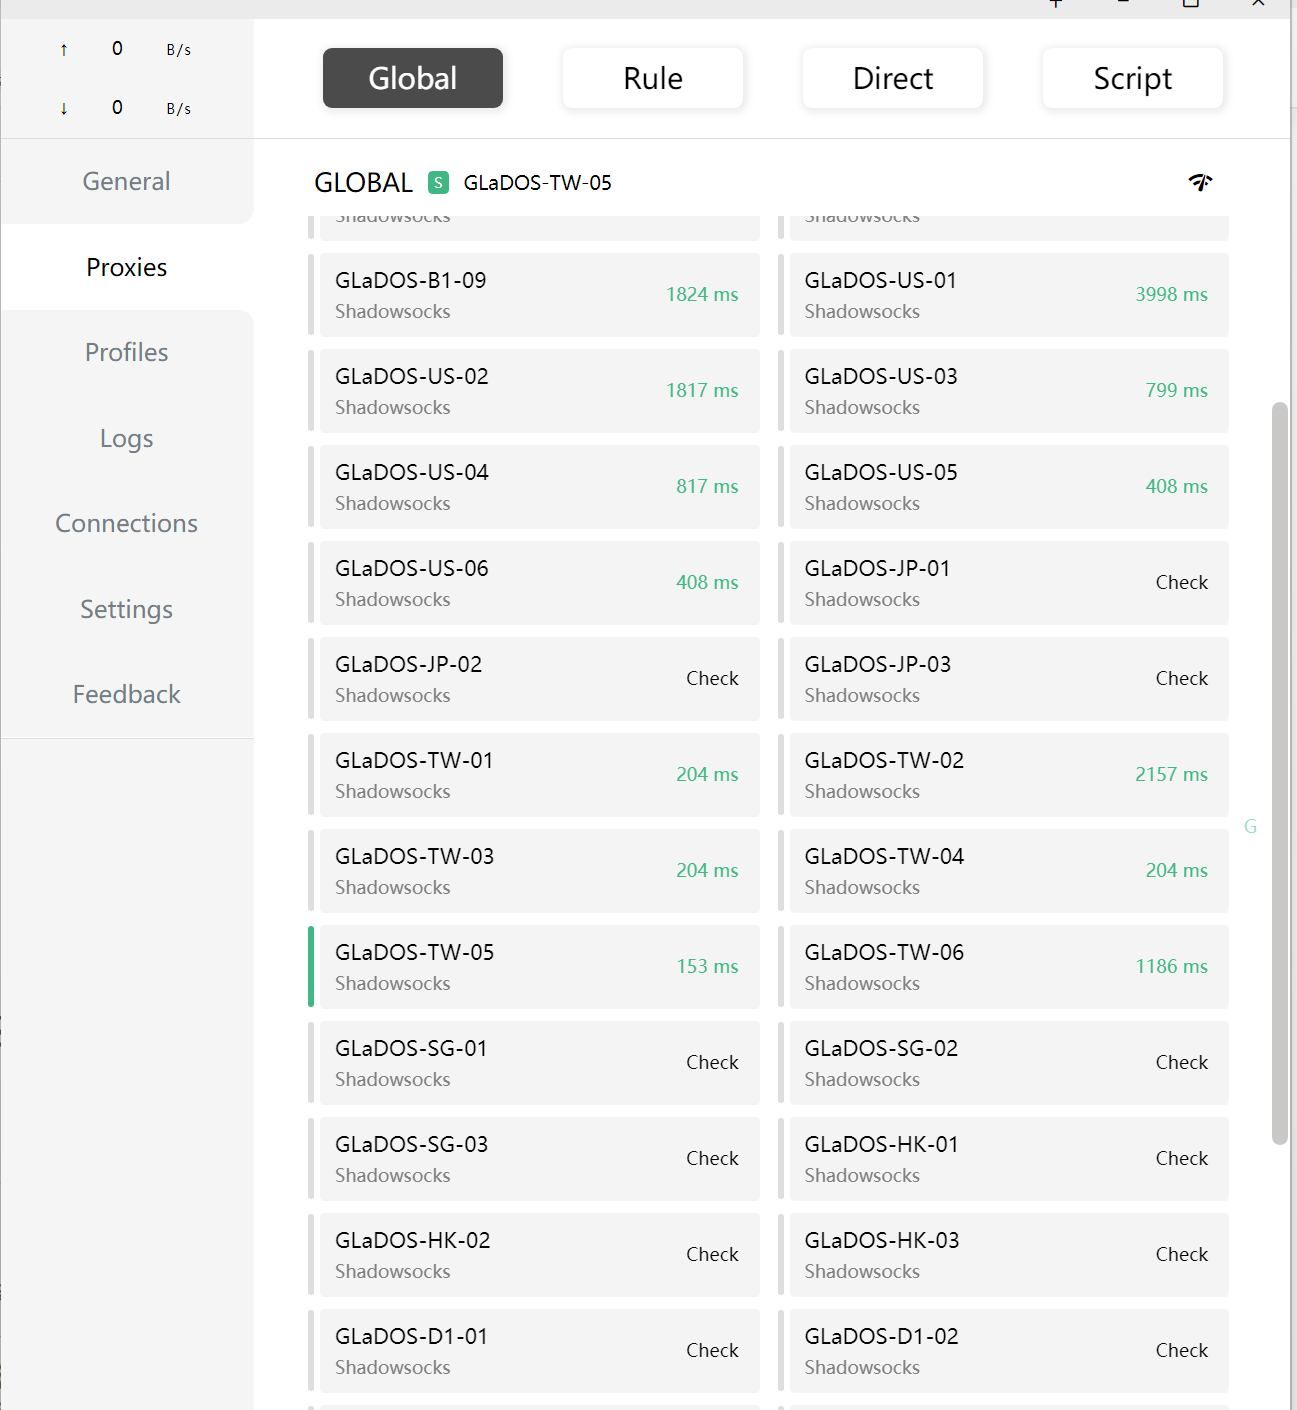 ↑ 0 B/s
↓ 0 B/s
Global Rule Direct Script
General
Proxies
Profiles
Logs
Connections
Settings
Feedback
GLOBAL S GLaDOS-TW-05
Shadowsocks Shadowsocks
GLaDOS-B1-09 1824 ms
Shadowsocks
GLaDOS-US-01 3998 ms
Shadowsocks
GLaDOS-US-02 1817 ms
Shadowsocks
GLaDOS-US-03 799 ms
Shadowsocks
GLaDOS-US-04 817 ms
Shadowsocks
GLaDOS-US-05 408 ms
Shadowsocks
GLaDOS-US-06 408 ms
Shadowsocks
GLaDOS-JP-01 Check
Shadowsocks
GLaDOS-JP-02 Check
Shadowsocks
GLaDOS-JP-03 Check
Shadowsocks
GLaDOS-TW-01 204 ms
Shadowsocks
GLaDOS-TW-02 2157 ms
Shadowsocks
GLaDOS-TW-03 204 ms
Shadowsocks
GLaDOS-TW-04 204 ms
Shadowsocks
G
GLaDOS-TW-05 153 ms
Shadowsocks
GLaDOS-TW-06 1186 ms
Shadowsocks
GLaDOS-SG-01 Check
Shadowsocks
GLaDOS-SG-02 Check
Shadowsocks
GLaDOS-SG-03 Check
Shadowsocks
GLaDOS-HK-01 Check
Shadowsocks
GLaDOS-HK-02 Check
Shadowsocks
GLaDOS-HK-03 Check
Shadowsocks
GLaDOS-D1-01 Check
Shadowsocks
GLaDOS-D1-02 Check
Shadowsocks